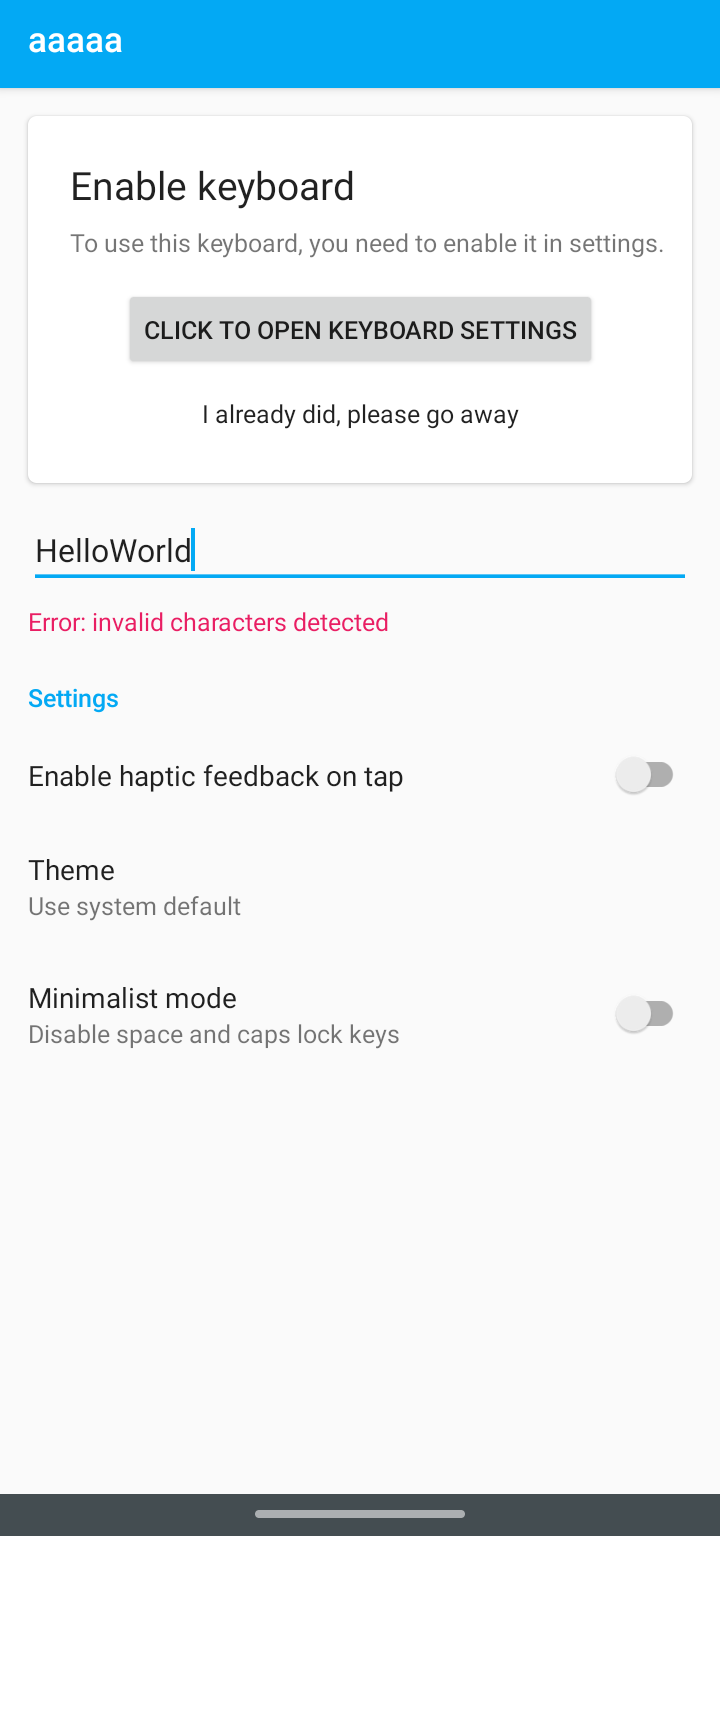 aaaaa
Enable keyboard
To use this keyboard, you need to enable it in settings.
CLICK TO OPEN KEYBOARD SETTINGS
I already did, please go away
HelloWorld
Error: invalid characters detected
Settings
Enable haptic feedback on tap
Theme
Use system default
Minimalist mode
Disable space and caps lock keys